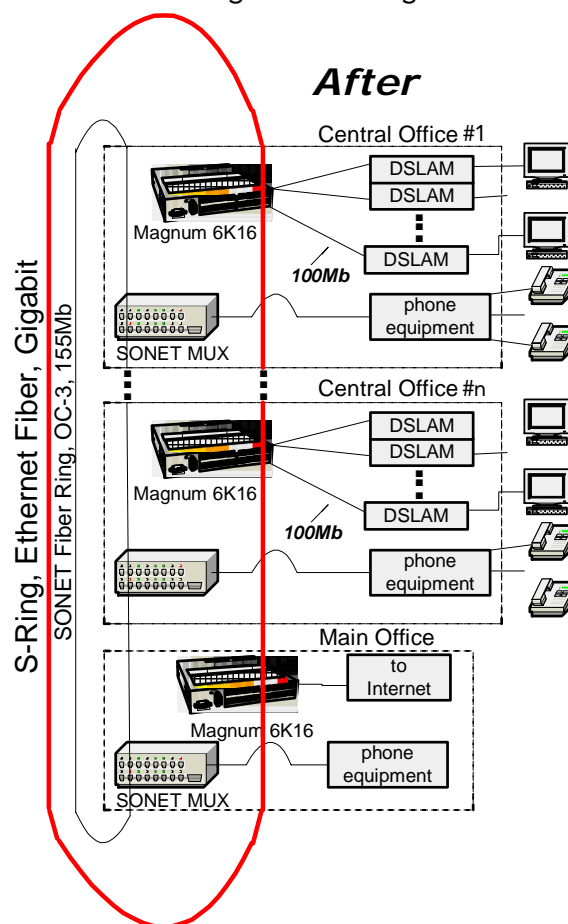 After
S-Ring, Ethernet Fiber, Gigabit
SONET Fiber Ring, OC-3, 155Mb
Central Office #1
DSLAM
DSLAM
Magnum 6K16
100Mb
DSLAM
phone
equipment
SONET MUX
Central Office #n
DSLAM
DSLAM
Magnum 6K16
100Mb
DSLAM
phone
equipment
Main Office
to
Internet
Magnum 6K16
phone
equipment
SONET MUX